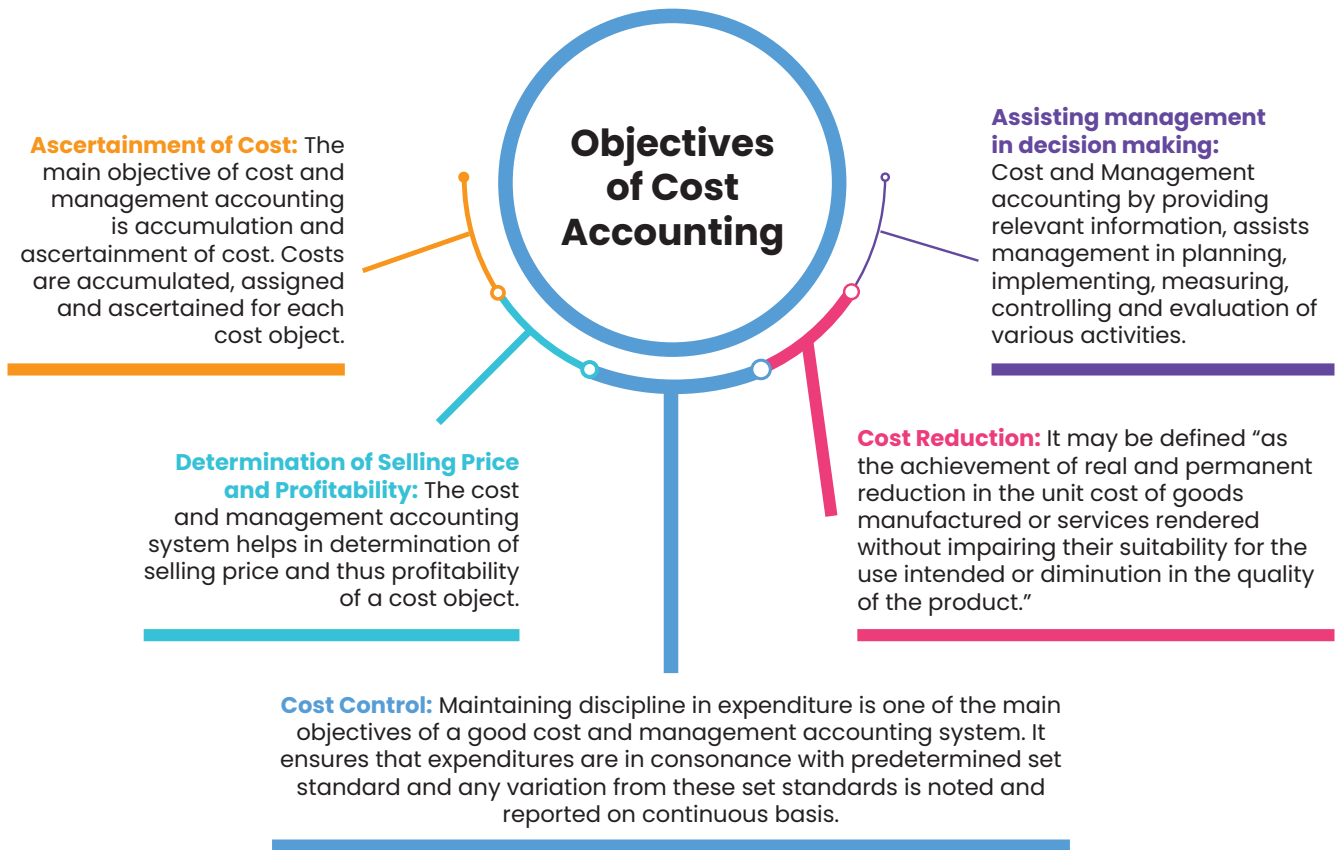 Objectives
of Cost
Accounting
Ascertainment of Cost: The
main objective of cost and
management accounting
is accumulation and
ascertainment of cost. Costs
are accumulated, assigned
and ascertained for each
cost object.
Determination of Selling Price
and Profitability: The cost
and management accounting
system helps in determination of
selling price and thus profitability
of a cost object.
Cost Control: Maintaining discipline in expenditure is one of the main
objectives of a good cost and management accounting system. It
ensures that expenditures are in consonance with predetermined set
standard and any variation from these set standards is noted and
reported on continuous basis.
Cost Reduction: It may be defined “as
the achievement of real and permanent
reduction in the unit cost of goods
manufactured or services rendered
without impairing their suitability for the
use intended or diminution in the quality
of the product.”
Assisting management
in decision making:
Cost and Management
accounting by providing
relevant information, assists
management in planning,
implementing, measuring,
controlling and evaluation of
various activities.